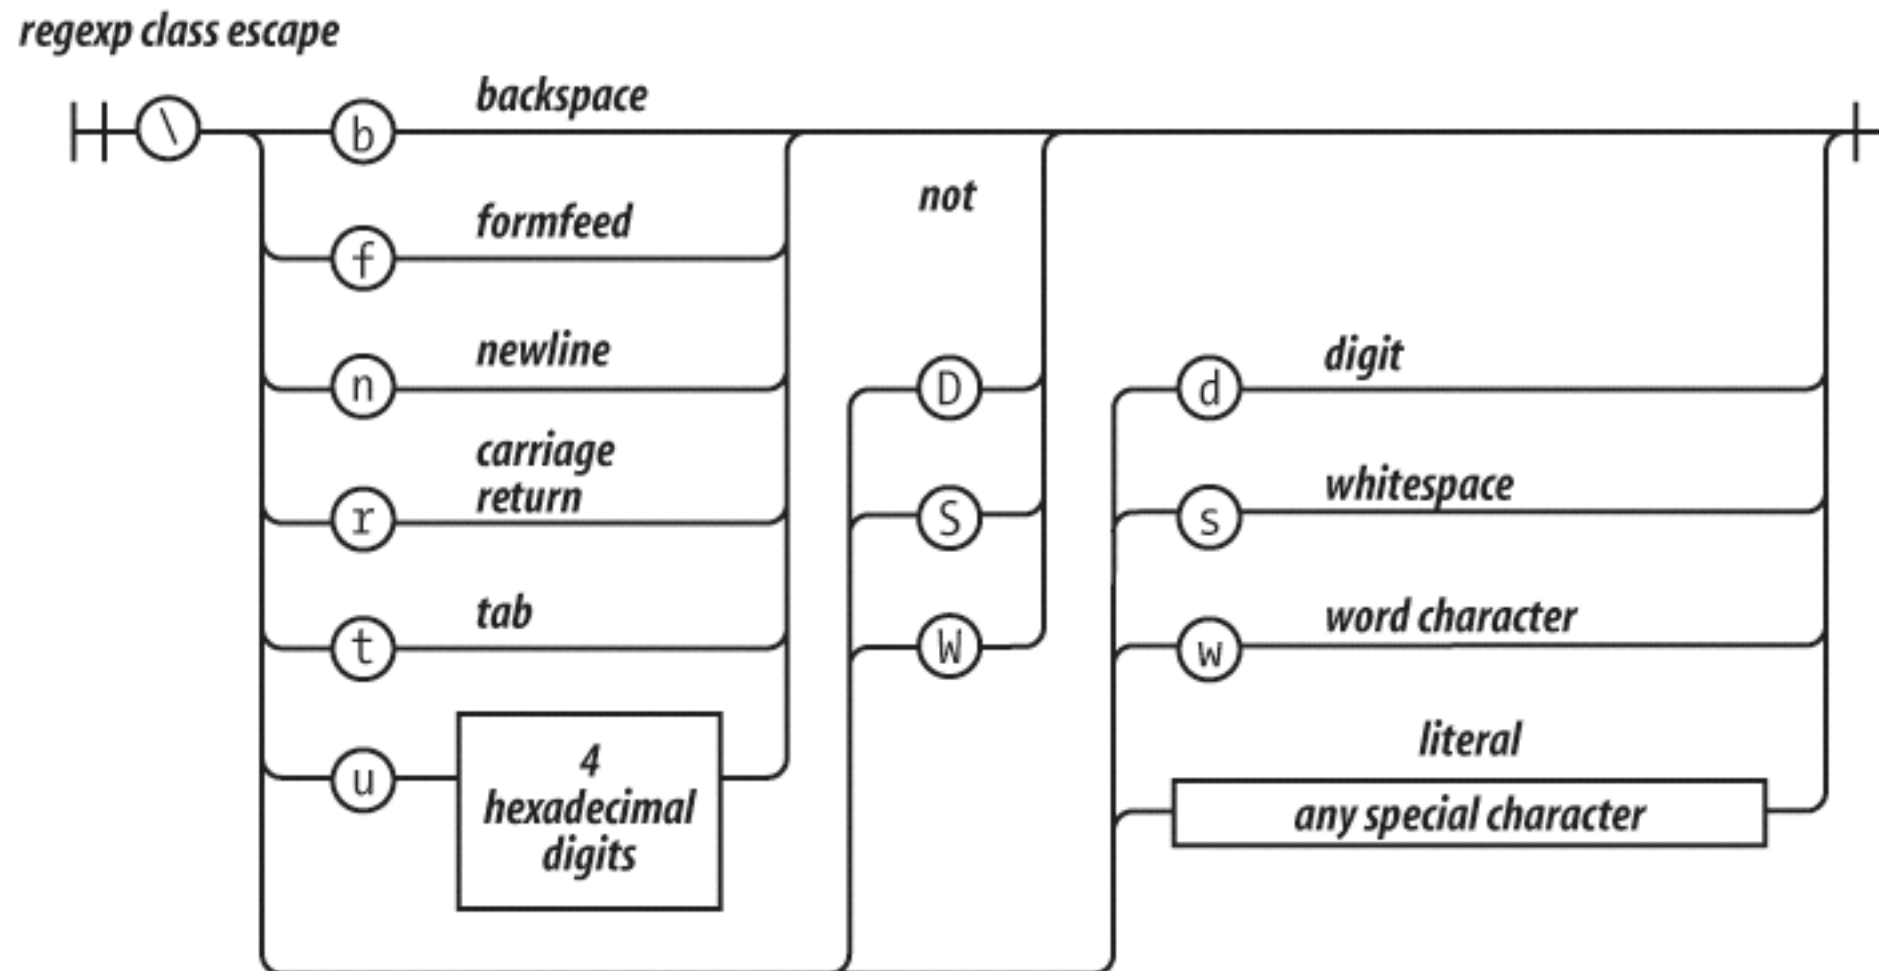 regexp class escape
\
b
backspace
f
formfeed
n
newline
r
carriage
return
t
tab
u
4
hexadecimal
digits
not
D
S
W
d
digit
s
whitespace
w
word character
literal
any special character